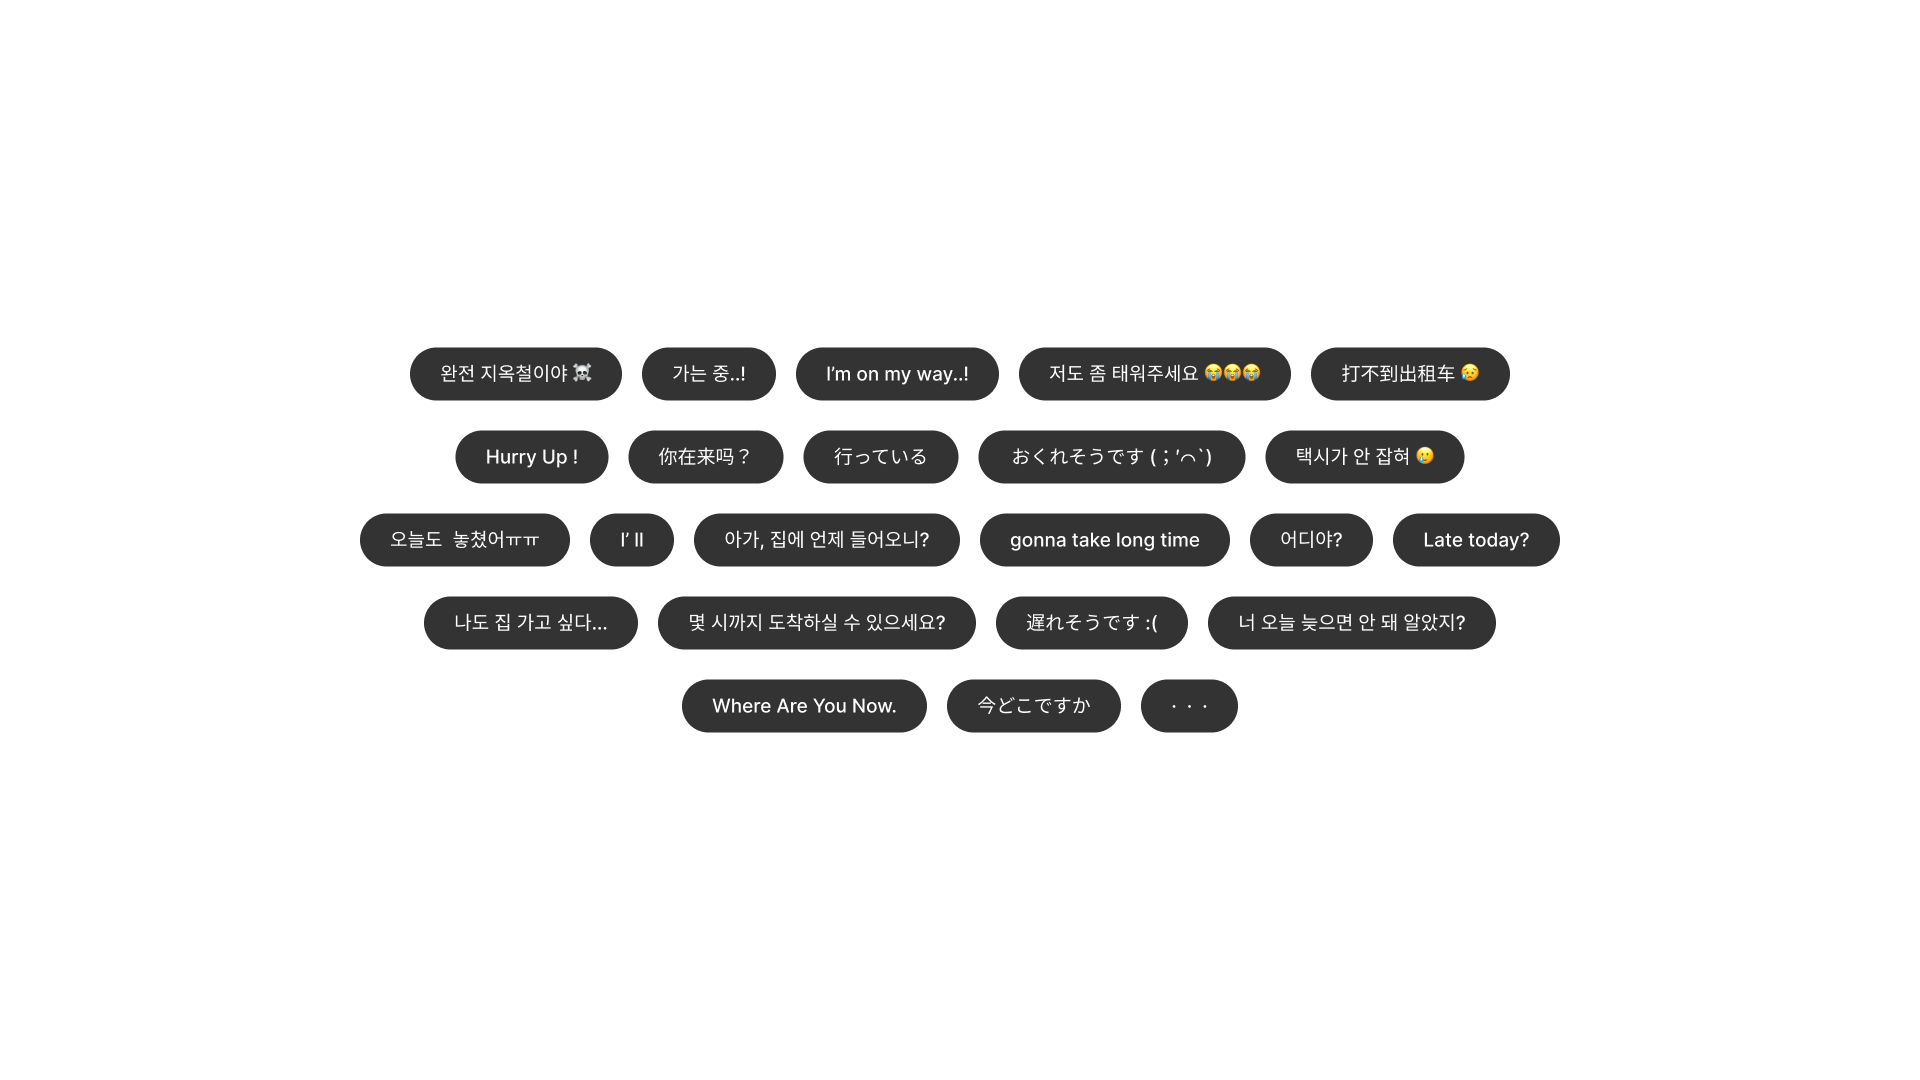 완전 지옥철이야 ☠️ 가는 중..! I’m on my way..! 저도 좀 태워주세요 😭😭😭 打不到出租车 😥
Hurry Up ! 你在来吗？ 行っている おくれそうです (；′⌒`) 택시가 안 잡혀 🥲
오늘도  놓쳤어ㅠㅠ I’ ll 아가, 집에 언제 들어오니? gonna take long time 어디야? Late today?
나도 집 가고 싶다... 몇 시까지 도착하실 수 있으세요? 遅れそうです :( 너 오늘 늦으면 안 돼 알았지?
Where Are You Now. 今どこですか · · ·